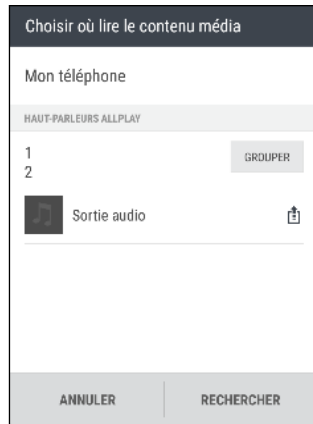 Choisir où lire le contenu média
Mon téléphone
HAUT-PARLEURS ALLPLAY
1
2
GROUPER
Sortie audio
ANNULER
RECHERCHER